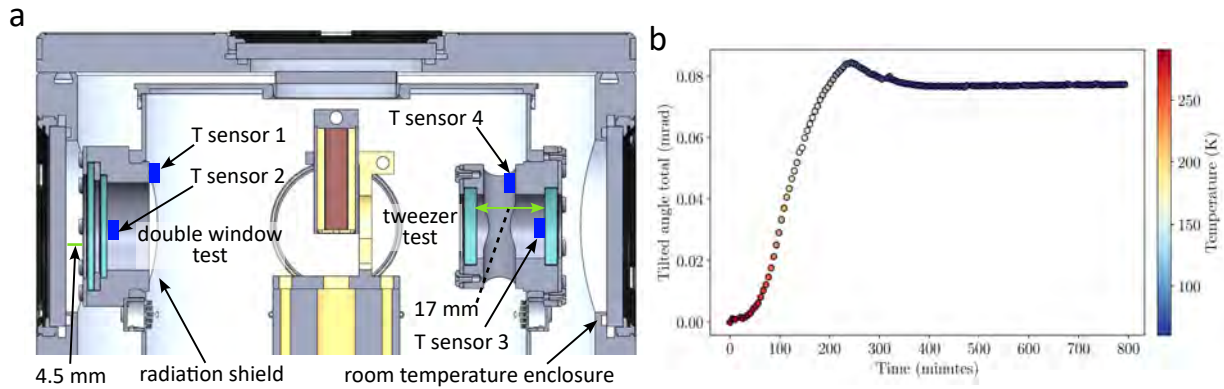 a
T sensor 1
T sensor 2
double window
test
T sensor 4
tweezer
test
17 mm
T sensor 3
4.5 mm
radiation shield
room temperature enclosure
b
Tilted angle total (mrad)
0.08
0.06
0.04
0.02
0.00
0
100
200
300
400
500
600
700
800
Time (minutes)
250
200
150
100
Temperature (K)